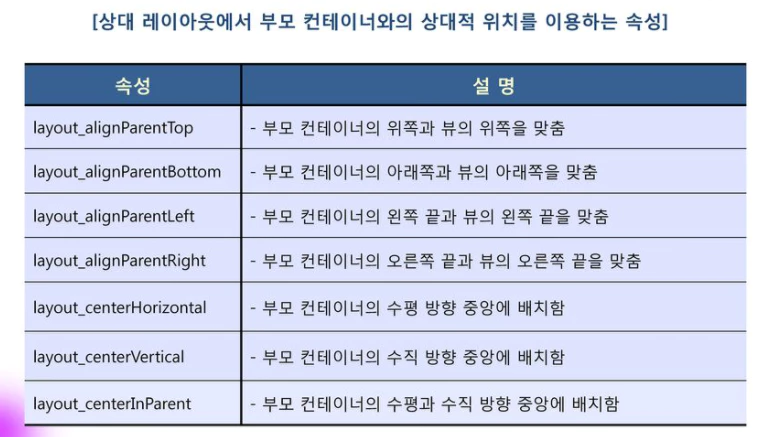 [상대 레이아웃에서 부모 컨테이너와의 상대적 위치를 이용하는 속성]
속성 설 명
layout_alignParentTop - 부모 컨테이너의 위쪽과 뷰의 위쪽을 맞춤
layout_alignParentBottom - 부모 컨테이너의 아래쪽과 뷰의 아래쪽을 맞춤
layout_alignParentLeft - 부모 컨테이너의 왼쪽 끝과 뷰의 왼쪽 끝을 맞춤
layout_alignParentRight - 부모 컨테이너의 오른쪽 끝과 뷰의 오른쪽 끝을 맞춤
layout_centerHorizontal - 부모 컨테이너의 수평 방향 중앙에 배치함
layout_centerVertical - 부모 컨테이너의 수직 방향 중앙에 배치함
layout_centerInParent - 부모 컨테이너의 수평과 수직 방향 중앙에 배치함